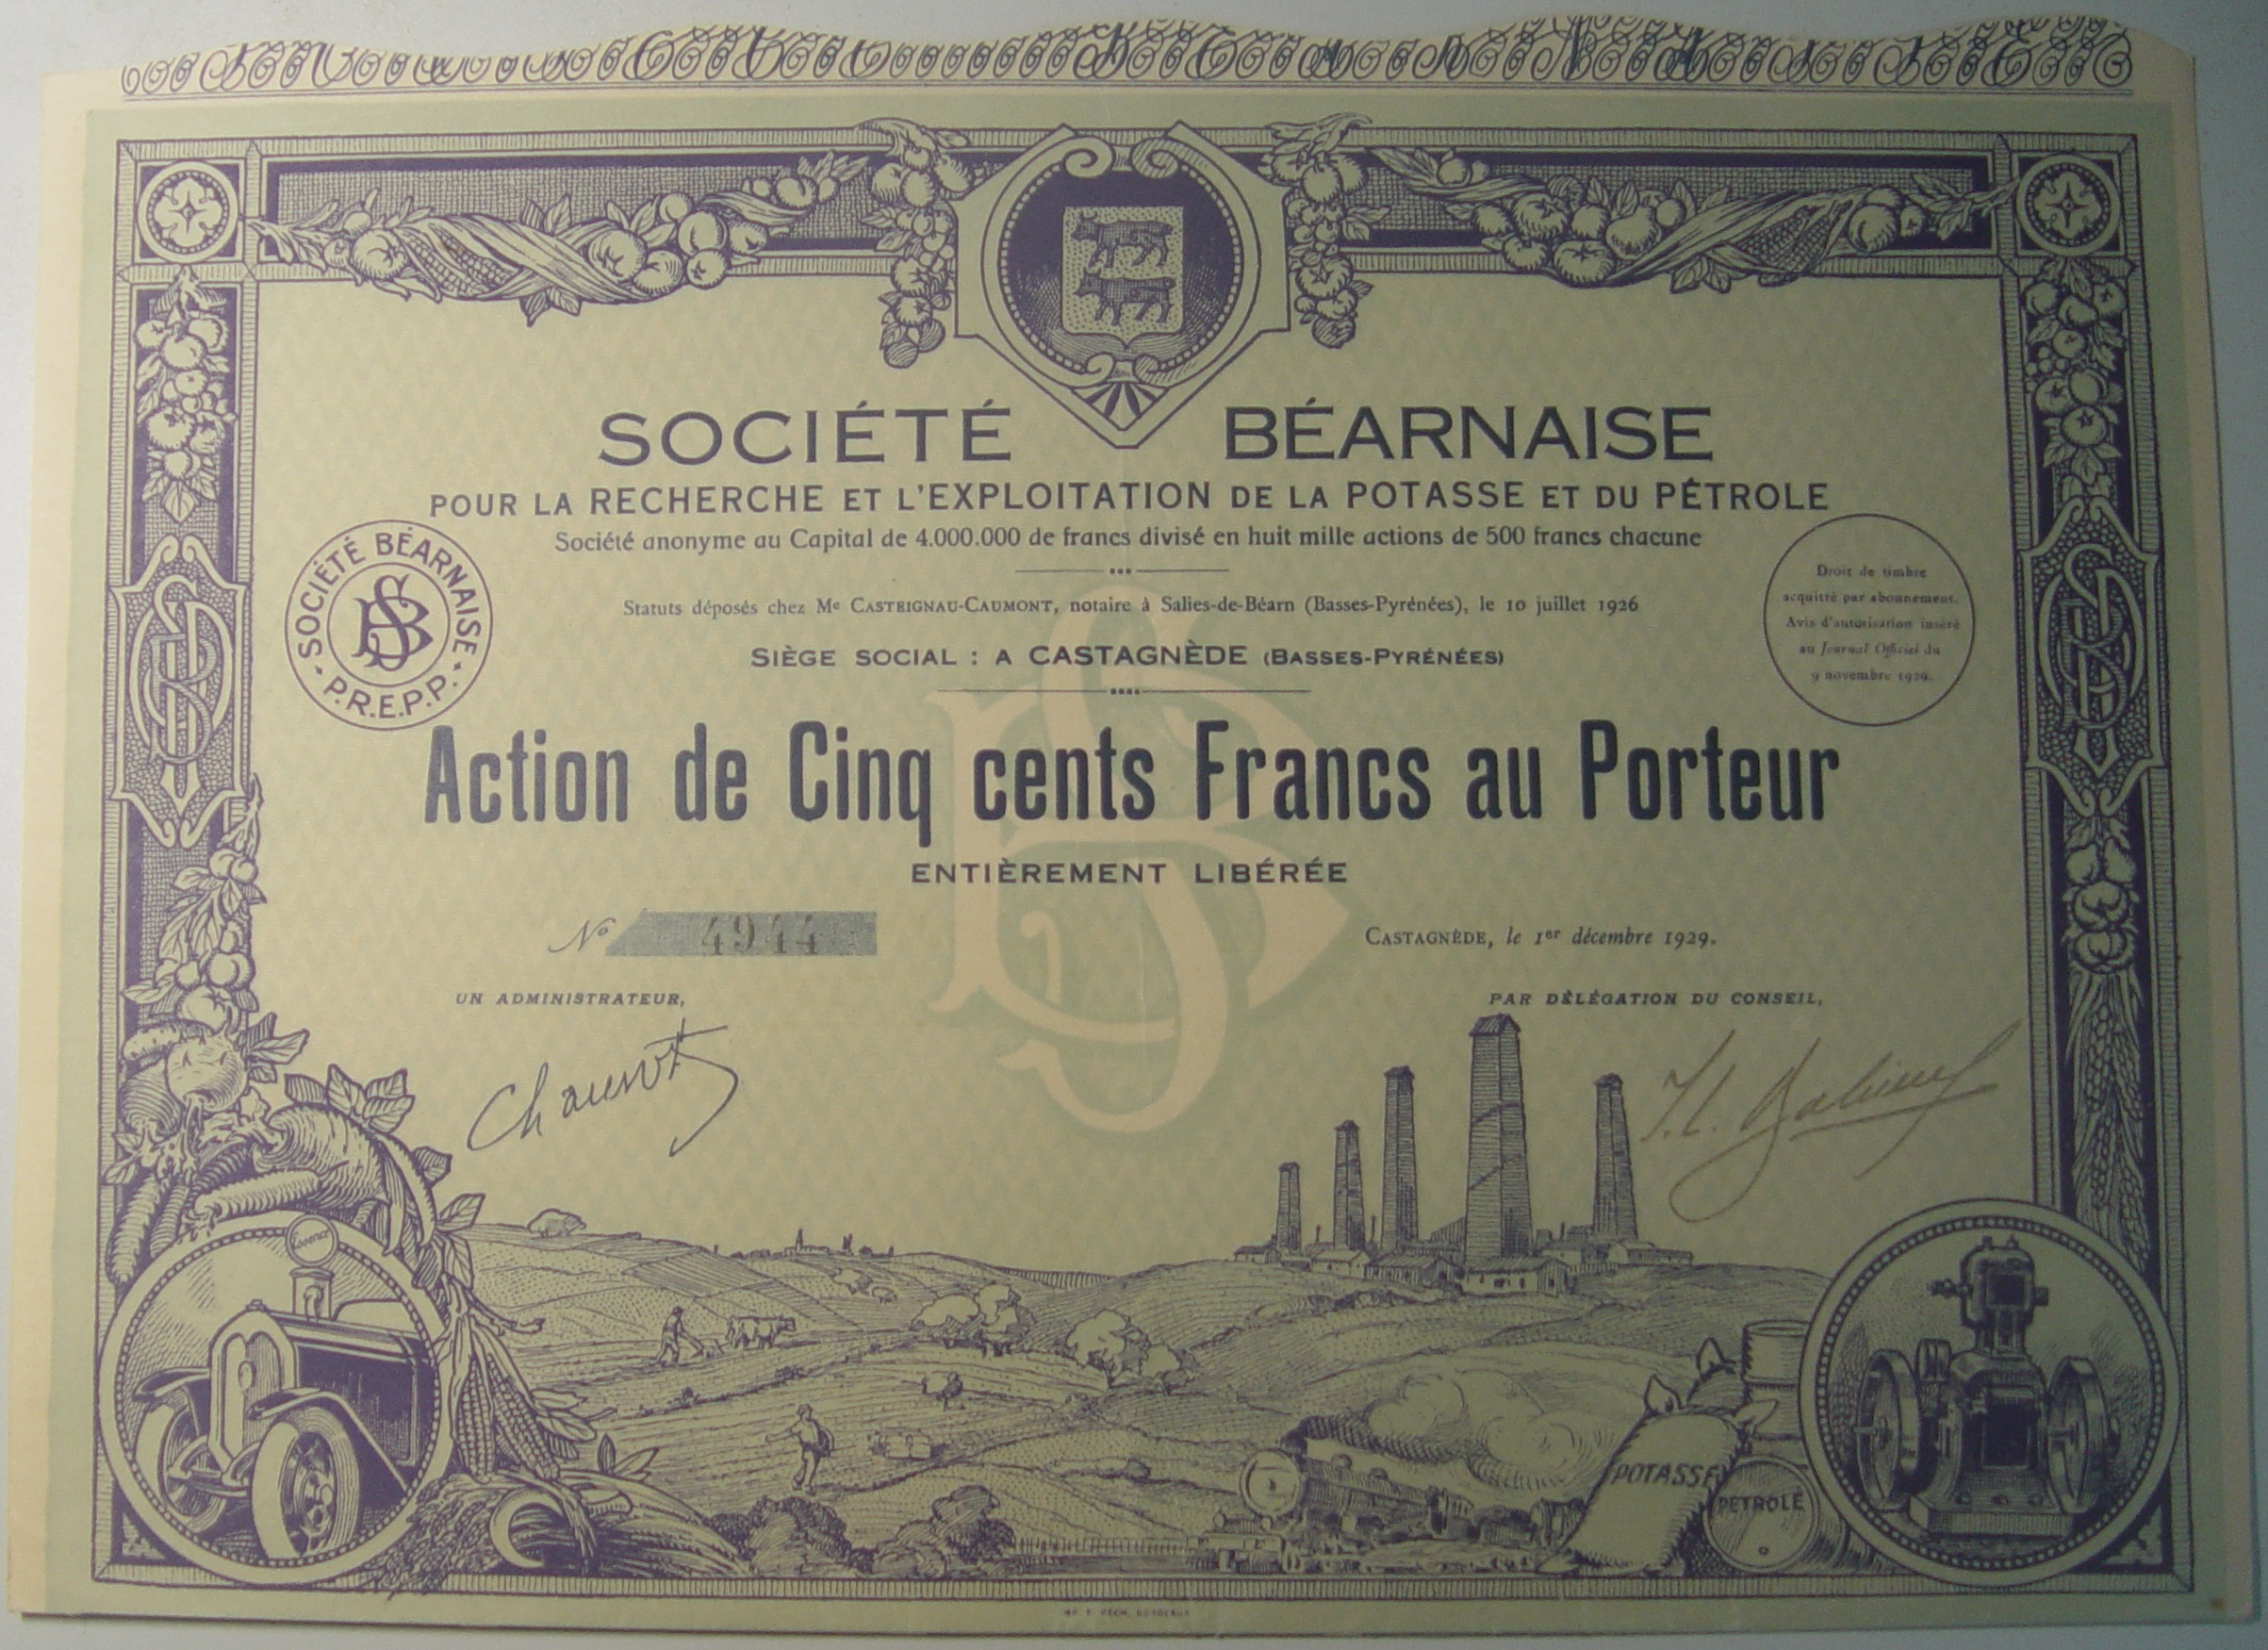 SOCIÉTÉ BÉARNAISE
POUR LA RECHERCHE ET L'EXPLOITATION DE LA POTASSE ET DU PÉTROLE
Société anonyme au Capital de 4.000.000 de francs divisé en huit mille actions de 500 francs chacune
Statuts déposés chez Me CASTEIGNAU-CAUMONT, notaire à Salies-de-Béarn (Basses-Pyrénées), le 10 juillet 1926
SIÈGE SOCIAL : A CASTAGNÈDE (BASSES-PYRÉNÉES)
SOCIÉTÉ BÉARNAISE
P.R.E.P.P.
Droit de timbre
acquitté par abonnement.
Avis d'autorisation inséré
au Journal Officiel du
9 novembre 1929.
Action de Cinq cents Francs au Porteur
ENTIÈREMENT LIBÉRÉE
No 4944
CASTAGNÈDE, le 1er décembre 1929.
UN ADMINISTRATEUR,
PAR DÉLÉGATION DU CONSEIL,
Essence
POTASSE
PETROLE